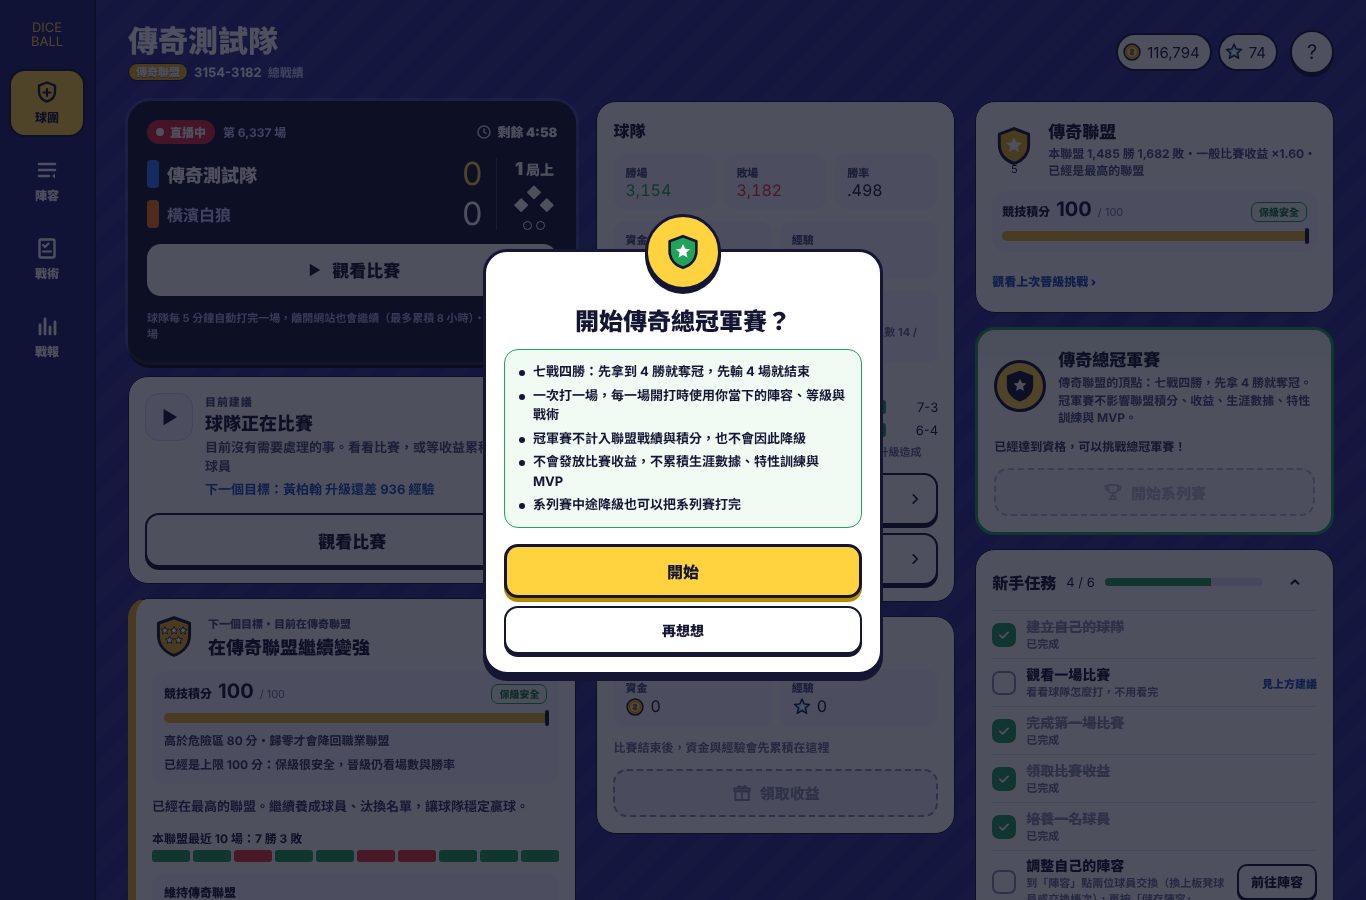 DICE
BALL
球團
陣容
戰術
戰報
傳奇測試隊
傳奇聯盟 3154-3182 總戰績
116,794
74
?
直播中 第 6,337 場 剩餘 4:58
傳奇測試隊 0
橫濱白狼 0
1局上
觀看比賽
球隊每 5 分鐘自動打完一場，離開網站也會繼續（最多累積 8 小時）·
場
目前建議
球隊正在比賽
目前沒有需要處理的事。看看比賽，或等收益累積
球員
下一個目標：黃柏翰 升級還差 936 經驗
觀看比賽
下一個目標・目前在傳奇聯盟
在傳奇聯盟繼續變強
競技積分 100 / 100 保級安全
高於危險區 80 分・歸零才會降回職業聯盟
已經是上限 100 分：保級很安全，晉級仍看場數與勝率
已經在最高的聯盟。繼續養成球員、汰換名單，讓球隊穩定贏球。
本聯盟最近 10 場：7 勝 3 敗
維持傳奇聯盟
球隊
勝場
3,154
敗場
3,182
勝率
.498
資金
經驗
數 14 /
7-3
6-4
升級造成
開始傳奇總冠軍賽？
七戰四勝：先拿到 4 勝就奪冠，先輸 4 場就結束
一次打一場，每一場開打時使用你當下的陣容、等級與
戰術
冠軍賽不計入聯盟戰績與積分，也不會因此降級
不會發放比賽收益，不累積生涯數據、特性訓練與
MVP
系列賽中途降級也可以把系列賽打完
開始
再想想
資金
0
經驗
0
比賽結束後，資金與經驗會先累積在這裡
領取收益
5
傳奇聯盟
本聯盟 1,485 勝 1,682 敗・一般比賽收益 ×1.60・
已經是最高的聯盟
競技積分 100 / 100 保級安全
觀看上次晉級挑戰 ›
傳奇總冠軍賽
傳奇聯盟的頂點：七戰四勝，先拿 4 勝就奪冠。
冠軍賽不影響聯盟積分、收益、生涯數據、特性
訓練與 MVP。
已經達到資格，可以挑戰總冠軍賽！
開始系列賽
新手任務 4 / 6
建立自己的球隊
已完成
觀看一場比賽
看看球隊怎麼打，不用看完
見上方建議
完成第一場比賽
已完成
領取比賽收益
已完成
培養一名球員
已完成
調整自己的陣容
到「陣容」點兩位球員交換（換上板凳球
員或交換棒次），再按「儲存陣容」
前往陣容